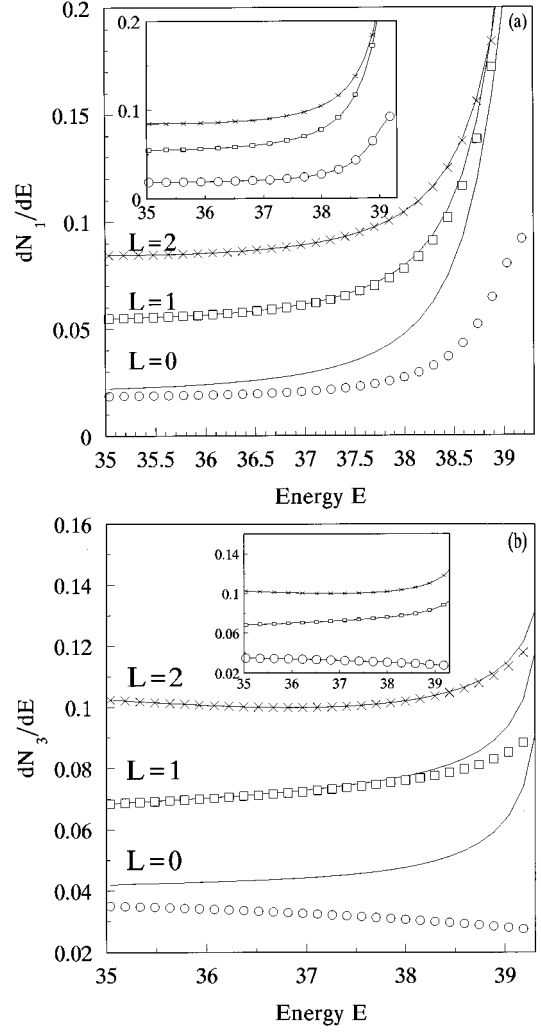 0.2
(a)
0.2
0.1
0
35 36 37 38 39
0.15
0.1
0.05
0
dN₁/dE
L=2
L=1
L=0
35 35.5 36 36.5 37 37.5 38 38.5 39
Energy E
0.16
(b)
0.14
0.1
0.06
0.02
35 36 37 38 39
0.14
0.12
0.1
0.08
0.06
0.04
0.02
dN₃/dE
L=2
L=1
L=0
35 36 37 38 39
Energy E